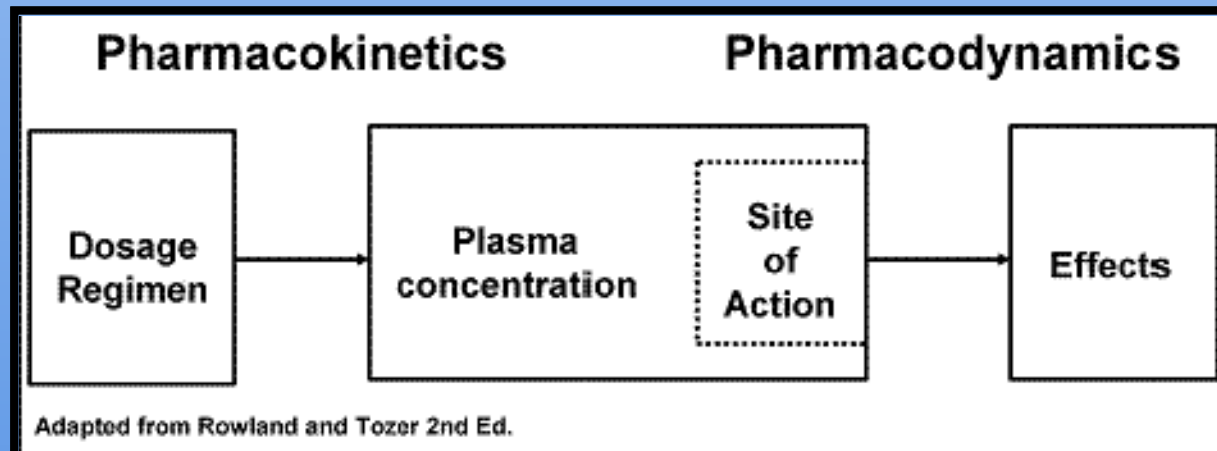 Pharmacokinetics
Pharmacodynamics
Dosage
Regimen
Plasma
concentration
Site
of
Action
Effects
Adapted from Rowland and Tozer 2nd Ed.